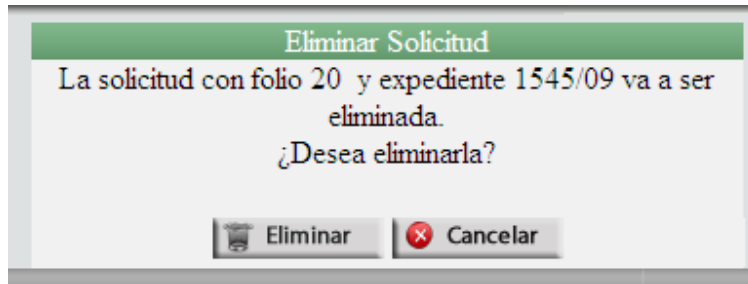 Eliminar Solicitud
La solicitud con folio 20 y expediente 1545/09 va a ser
eliminada.
¿Desea eliminarla?
Eliminar Cancelar